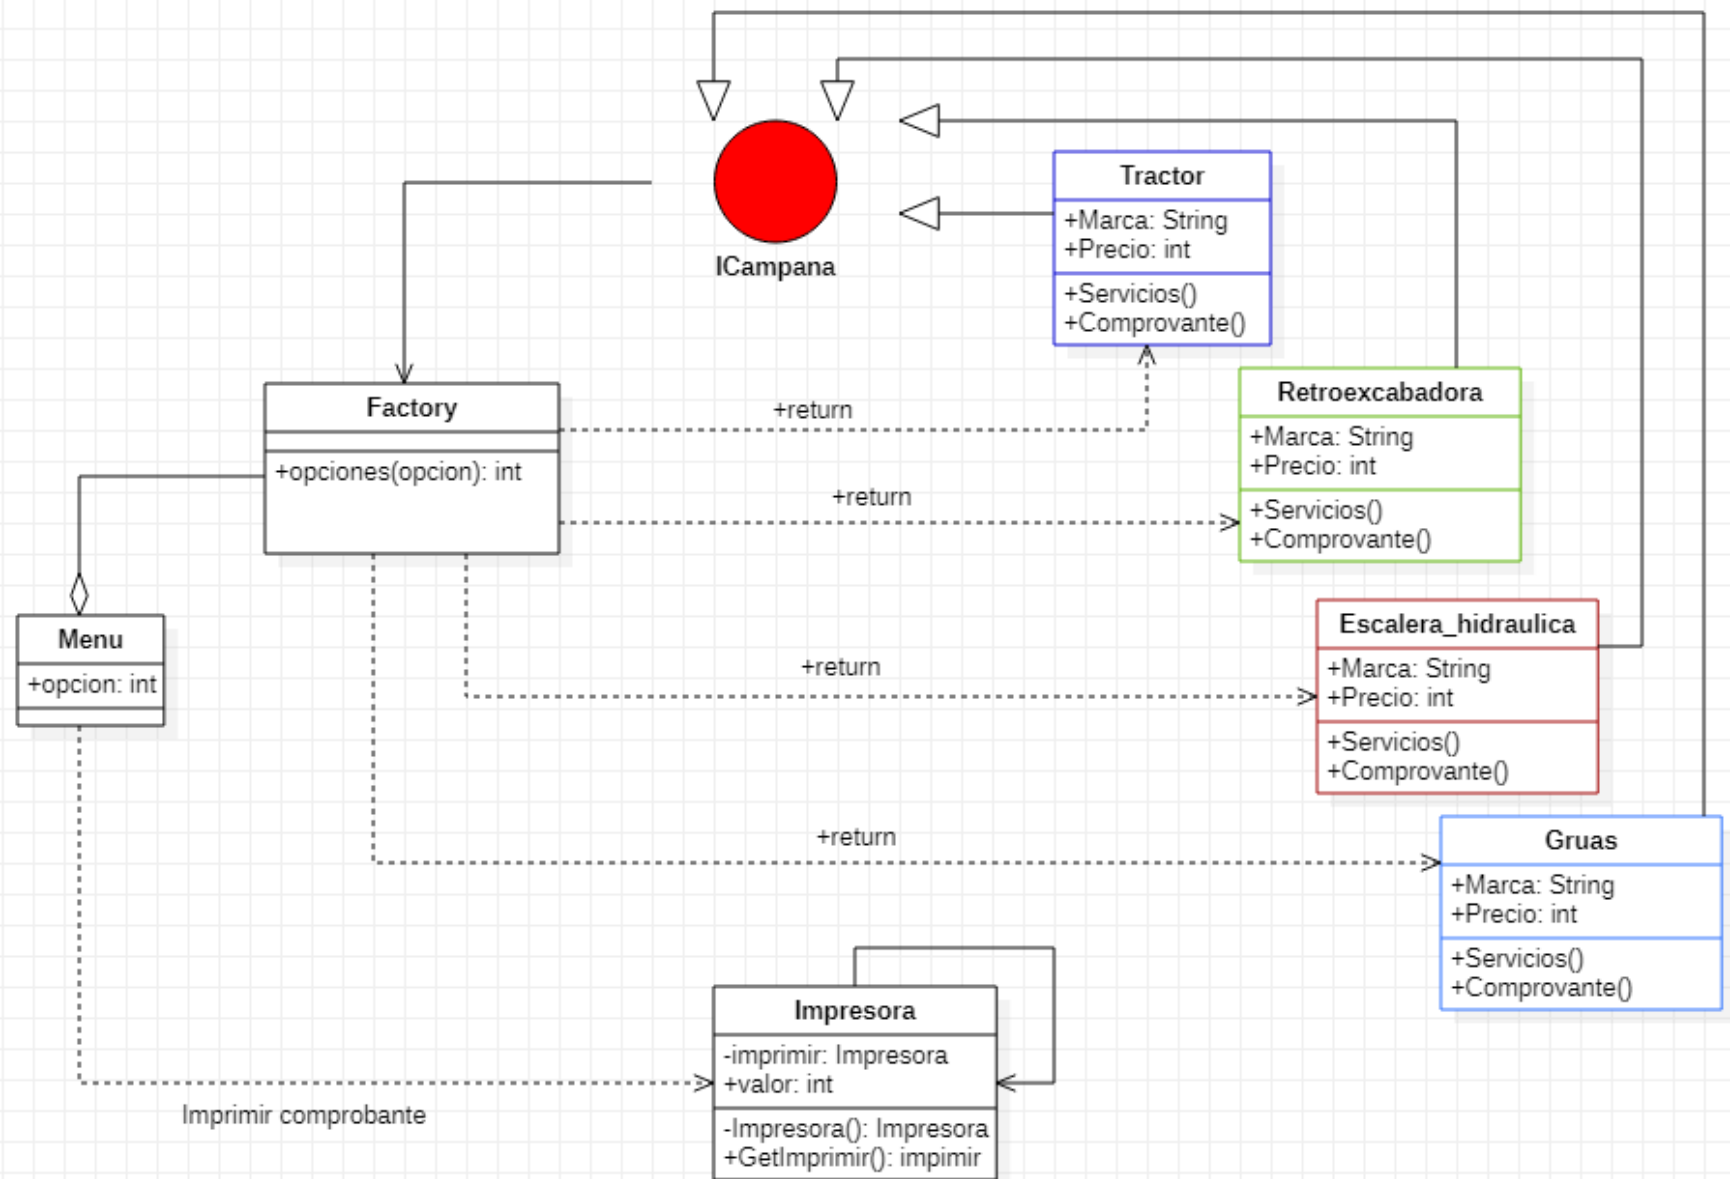 ICampana
Tractor
+Marca: String
+Precio: int
+Servicios()
+Comprovante()
Factory
+opciones(opcion): int
+return
Retroexcabadora
+Marca: String
+Precio: int
+Servicios()
+Comprovante()
+return
Menu
+opcion: int
+return
Escalera_hidraulica
+Marca: String
+Precio: int
+Servicios()
+Comprovante()
+return
Gruas
+Marca: String
+Precio: int
+Servicios()
+Comprovante()
Impresora
-imprimir: Impresora
+valor: int
-Impresora(): Impresora
+GetImprimir(): impimir
Imprimir comprobante